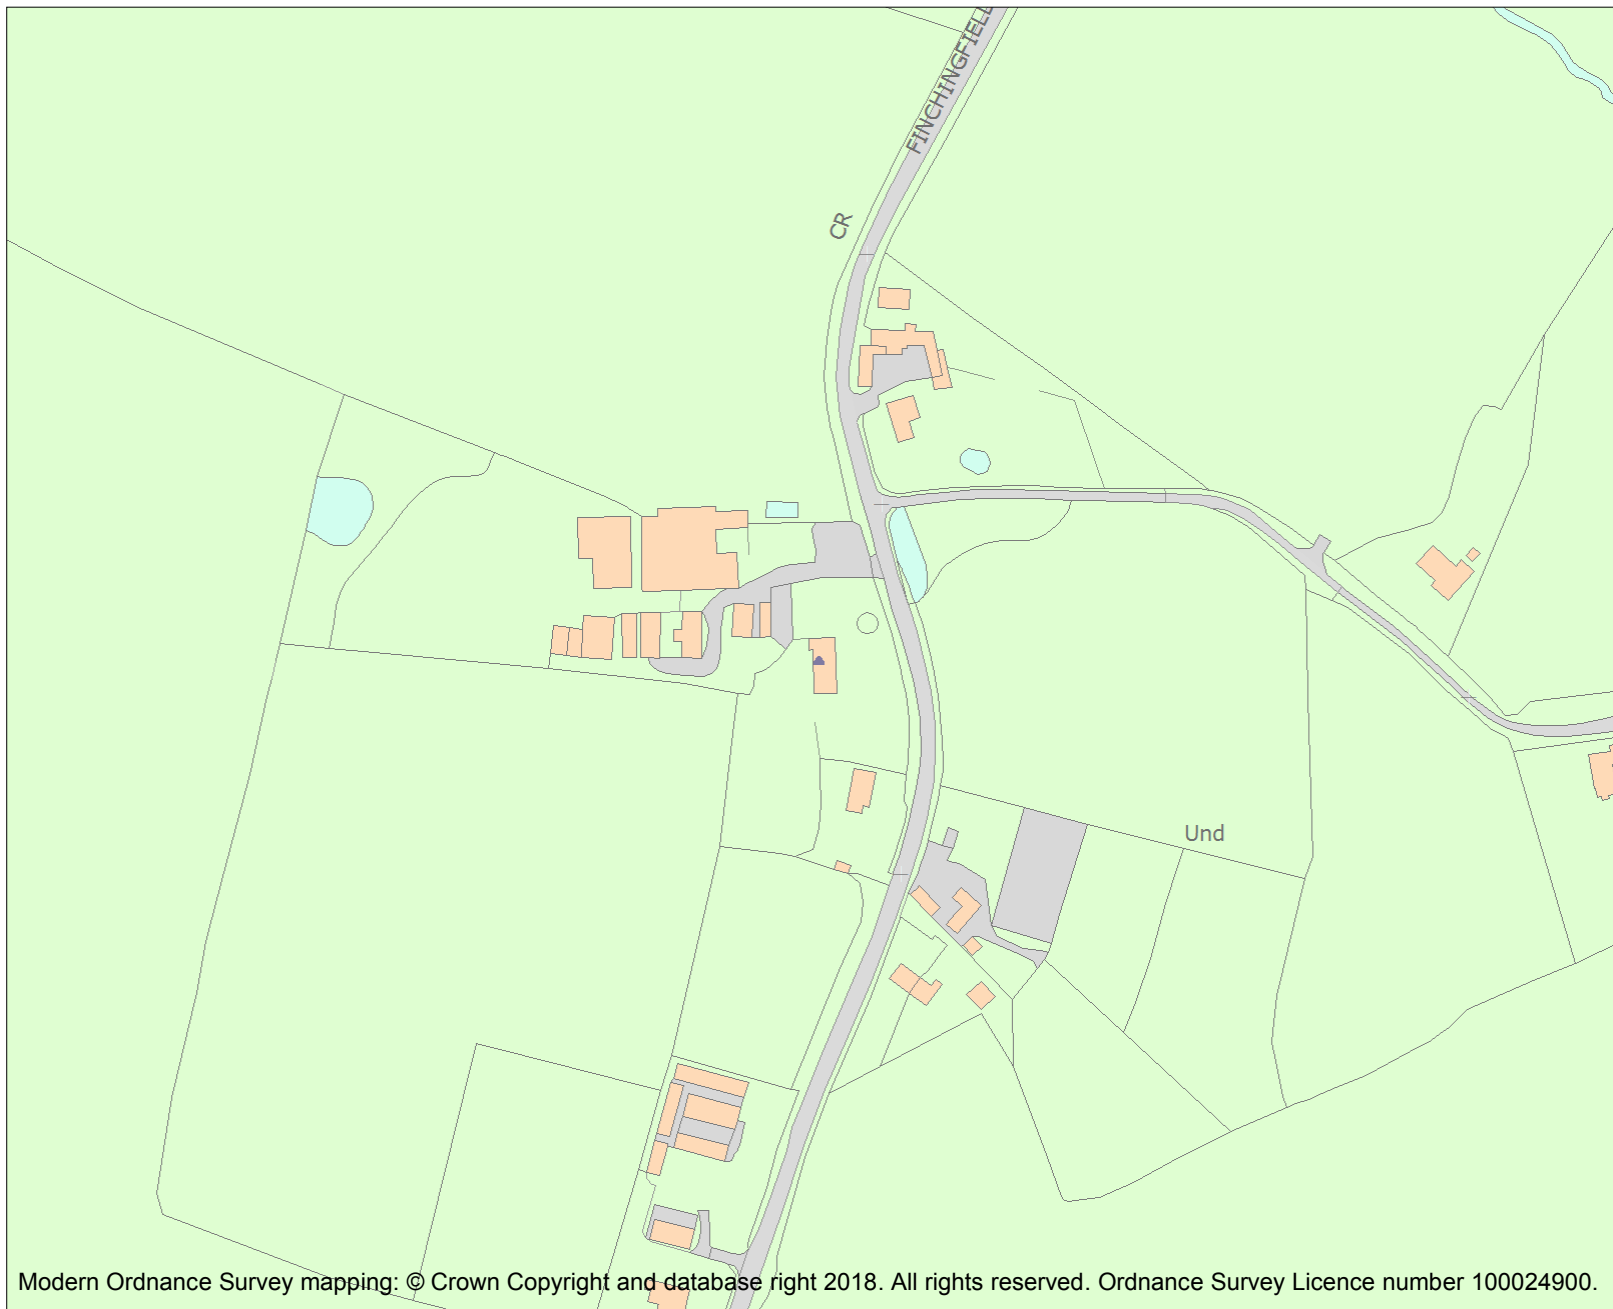 FINCHINGFIELD
CR
Und
Modern Ordnance Survey mapping: © Crown Copyright and database right 2018. All rights reserved. Ordnance Survey Licence number 100024900.